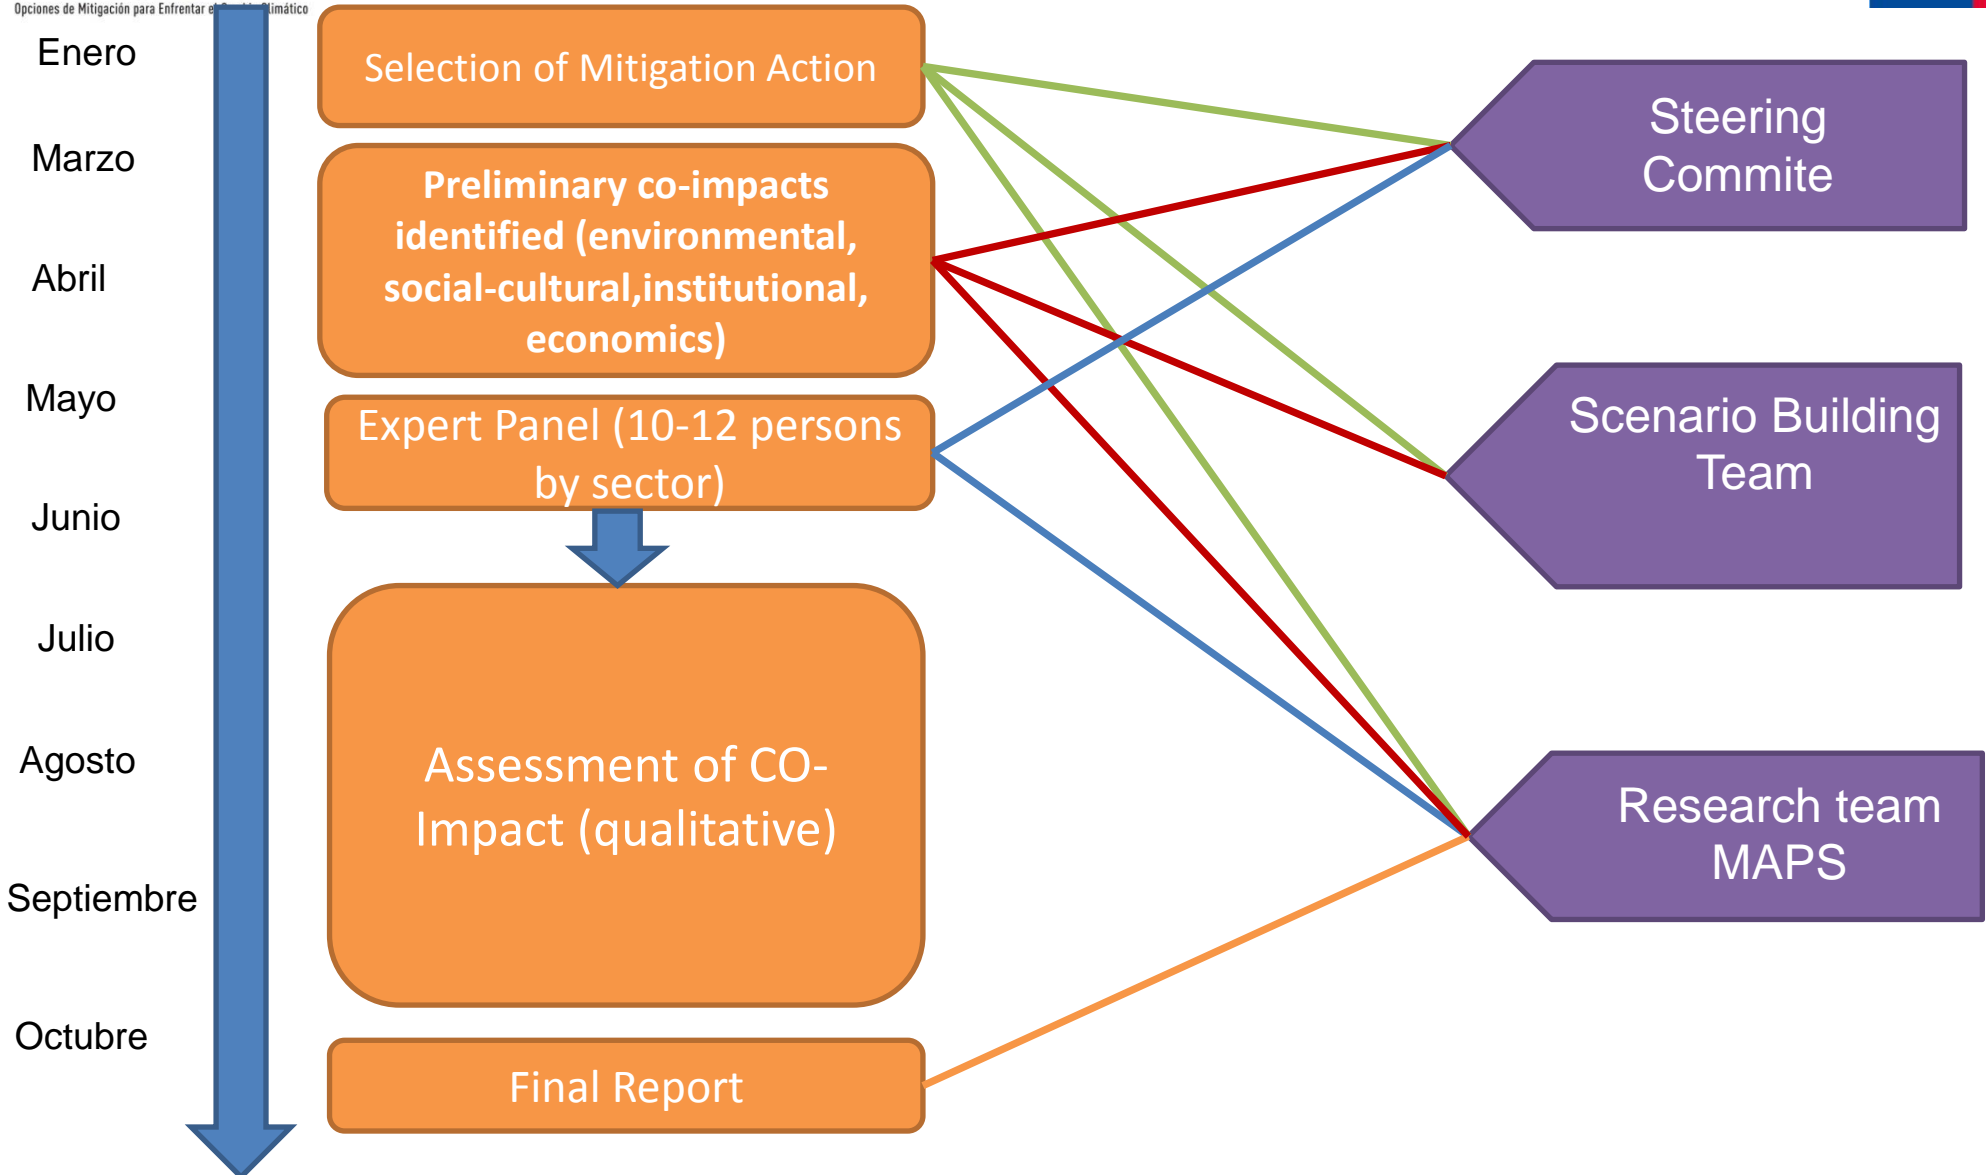 Opciones de Mitigación para Enfrentar el
Enero
Marzo
Abril
Mayo
Junio
Julio
Agosto
Septiembre
Octubre
Selection of Mitigation Action
Preliminary co-impacts
identified (environmental,
social-cultural,institutional,
economics)
Expert Panel (10-12 persons
by sector)
Assessment of CO-
Impact (qualitative)
Final Report
Steering
Commite
Scenario Building
Team
Research team
MAPS